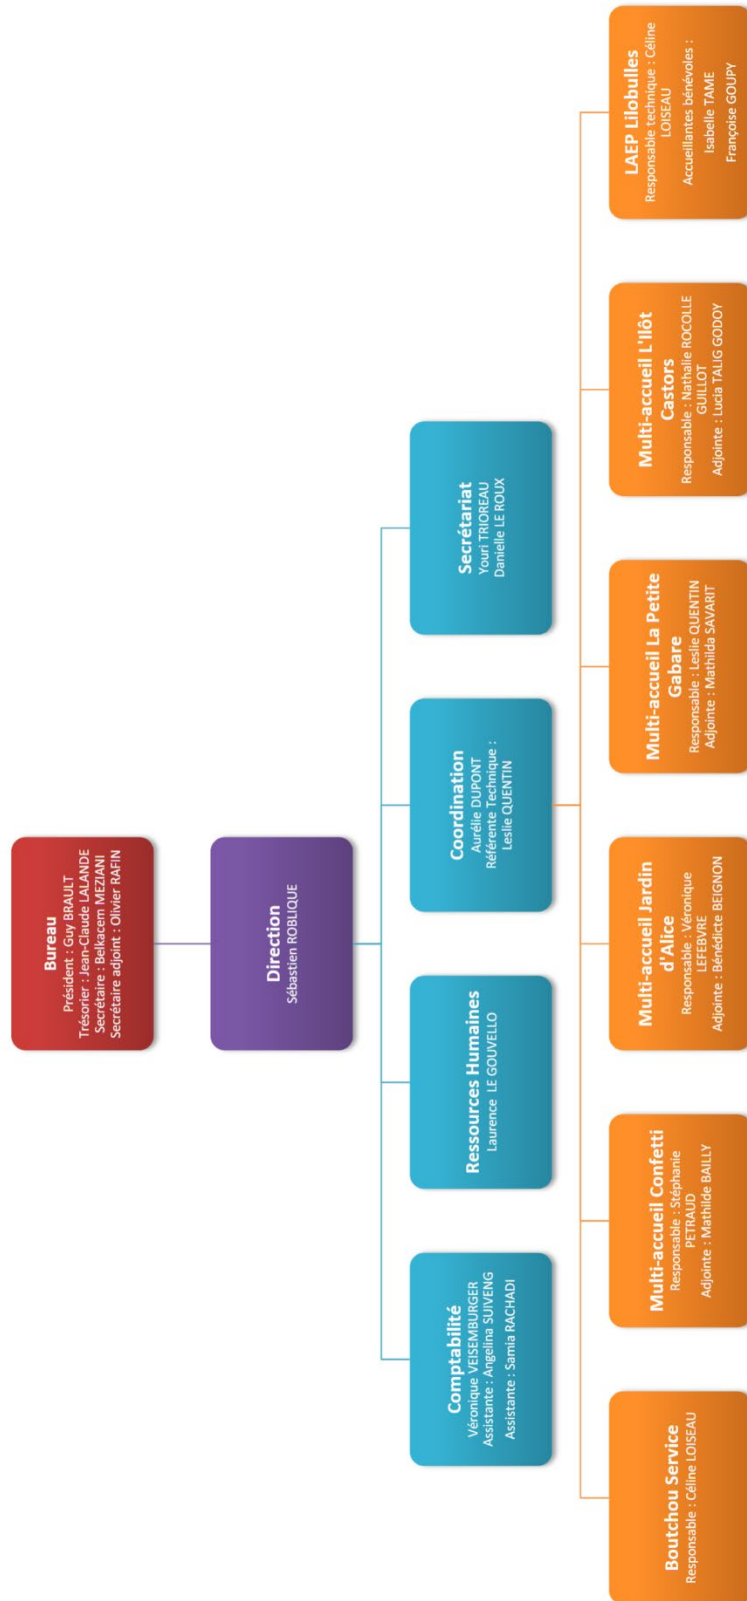 Bureau
Président : Guy BRAULT
Trésorier : Jean-Claude LALANDE
Secrétaire : Belkacem MEZIANI
Secrétaire adjoint : Olivier RAFIN
Direction
Sébastien ROBLIQUE
Comptabilité
Véronique VEISEMBURGER
Assistante : Angelina SUIVENG
Assistante : Samia RACHADI
Ressources Humaines
Laurence LE GOUVELLO
Coordination
Aurélie DUPONT
Référente Technique :
Leslie QUENTIN
Secrétariat
Youri TRIOREAU
Danielle LE ROUX
Boutchou Service
Responsable : Céline LOISEAU
Multi-accueil Confetti
Responsable : Stéphanie
PETRAUD
Adjointe : Mathilde BAILLY
Multi-accueil Jardin
d'Alice
Responsable : Véronique
LEFEBVRE
Adjointe : Bénédicte BEIGNON
Multi-accueil La Petite
Gabare
Responsable : Leslie QUENTIN
Adjointe : Mathilda SAVARIT
Multi-accueil L'Ilôt
Castors
Responsable : Nathalie ROCOLLE
GUILLOT
Adjointe : Lucia TALIG GODOY
LAEP Lilobulles
Responsable technique : Céline
LOISEAU
Accueillantes bénévoles :
Isabelle TAME
Françoise GOUPY